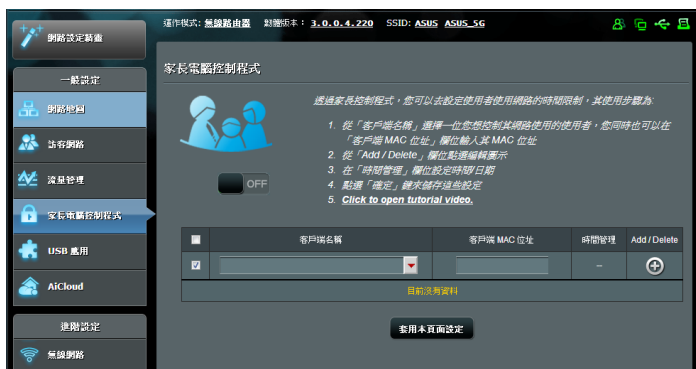 運作模式: 無線路由器 韌體版本： 3.0.0.4.220 SSID: ASUS ASUS_5G
網路設定精靈
一般設定
網路地圖
訪客網路
流量管理
家長電腦控制程式
USB 應用
AiCloud
進階設定
無線網路
家長電腦控制程式
透過家長控制程式，您可以去設定使用者使用網路的時間限制，其使用步驟為:
1. 從「客戶端名稱」選擇一位您想控制其網路使用的使用者，您同時也可以在
「客戶端 MAC 位址」欄位輸入其 MAC 位址
2. 從「Add / Delete」欄位點選編輯圖示
3. 在「時間管理」欄位設定時間/日期
4. 點選「確定」鍵來儲存這些設定
5. Click to open tutorial video.
OFF
客戶端名稱 客戶端 MAC 位址 時間管理 Add / Delete
–
目前沒有資料
套用本頁面設定